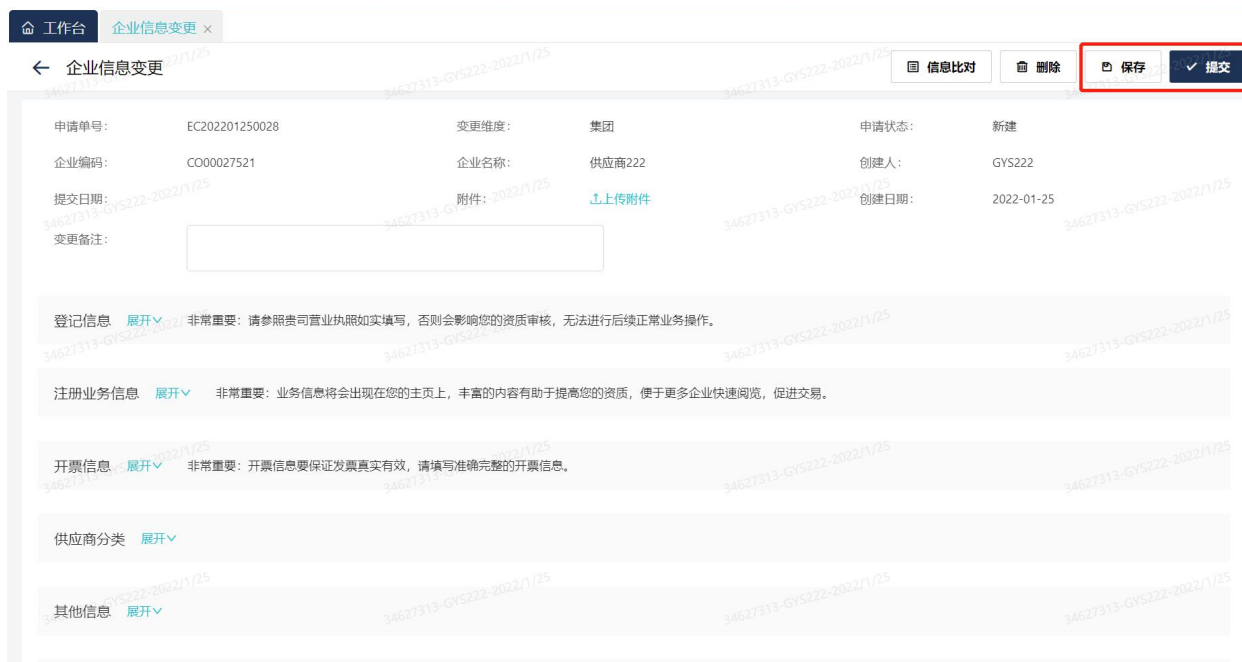 工作台 企业信息变更 ×
← 企业信息变更 信息比对 删除 保存 提交
申请单号: EC202201250028 变更维度: 集团 申请状态: 新建
企业编码: CO00027521 企业名称: 供应商222 创建人: GYS222
提交日期: 附件: 上传附件 创建日期: 2022-01-25
变更备注:
登记信息 展开 非常重要：请参照贵司营业执照如实填写，否则会影响您的资质审核，无法进行后续正常业务操作。
注册业务信息 展开 非常重要：业务信息将会出现在您的主页上，丰富的内容有助于提高您的资质，便于更多企业快速阅览，促进交易。
开票信息 展开 非常重要：开票信息要保证发票真实有效，请填写准确完整的开票信息。
供应商分类 展开
其他信息 展开
34627313-GYS222-2022/1/25